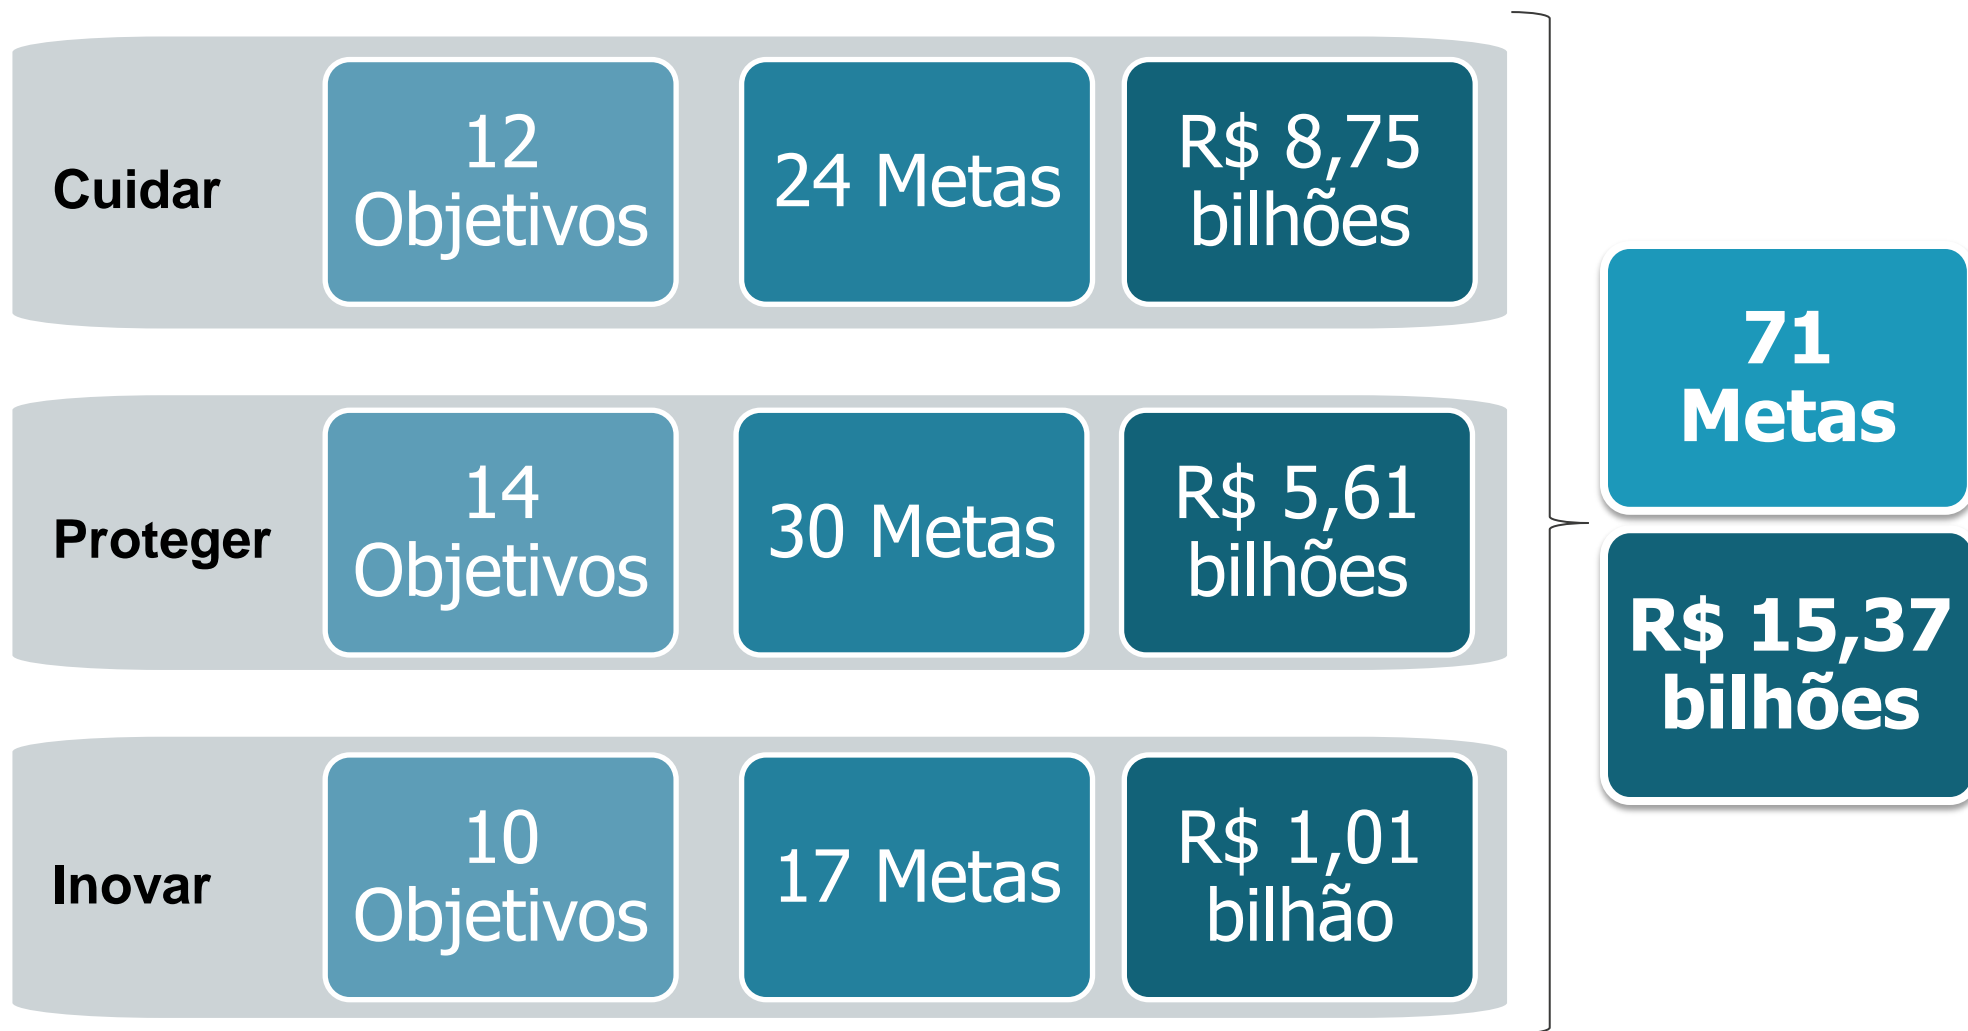 Cuidar
12
Objetivos
24 Metas
R$ 8,75
bilhões
Proteger
14
Objetivos
30 Metas
R$ 5,61
bilhões
Inovar
10
Objetivos
17 Metas
R$ 1,01
bilhão
71
Metas
R$ 15,37
bilhões